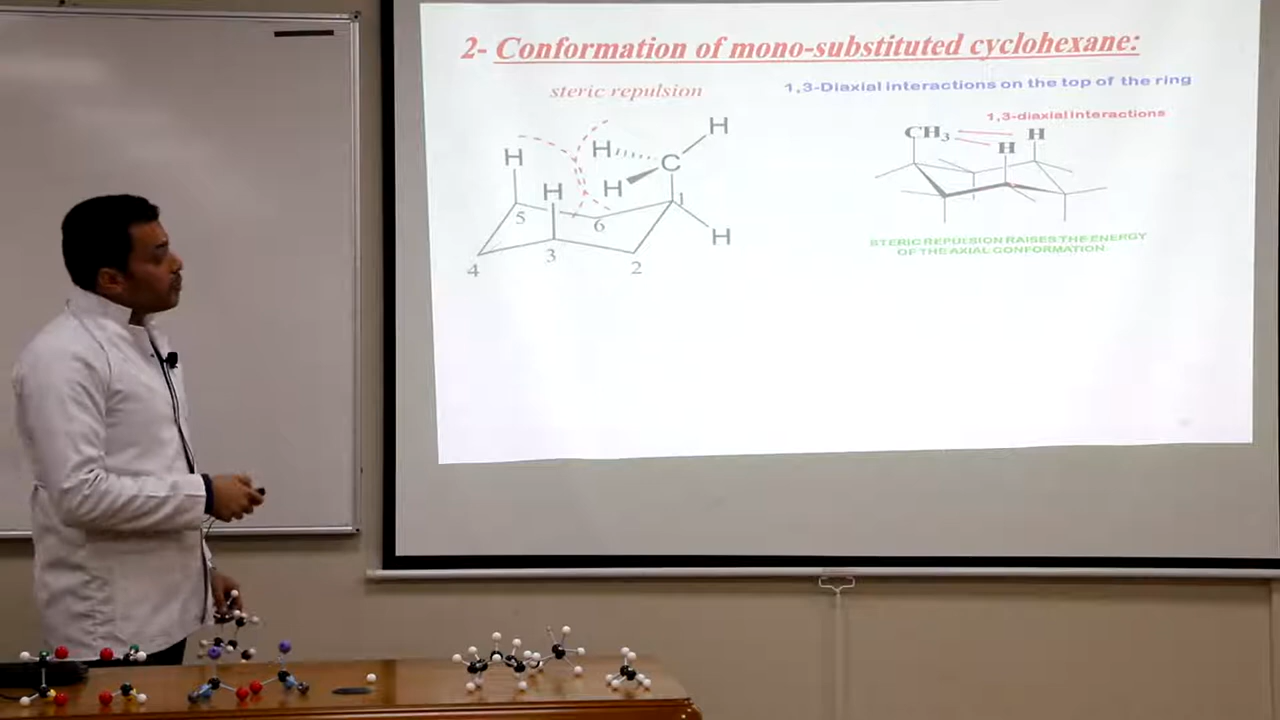 2- Conformation of mono-substituted cyclohexane:
steric repulsion
1,3-Diaxial interactions on the top of the ring
1,3-diaxial interactions
H
H
H
H
H
C
H
H
1
2
3
4
5
6
CH₃
H
H
STERIC REPULSION RAISES THE ENERGY
OF THE AXIAL CONFORMATION